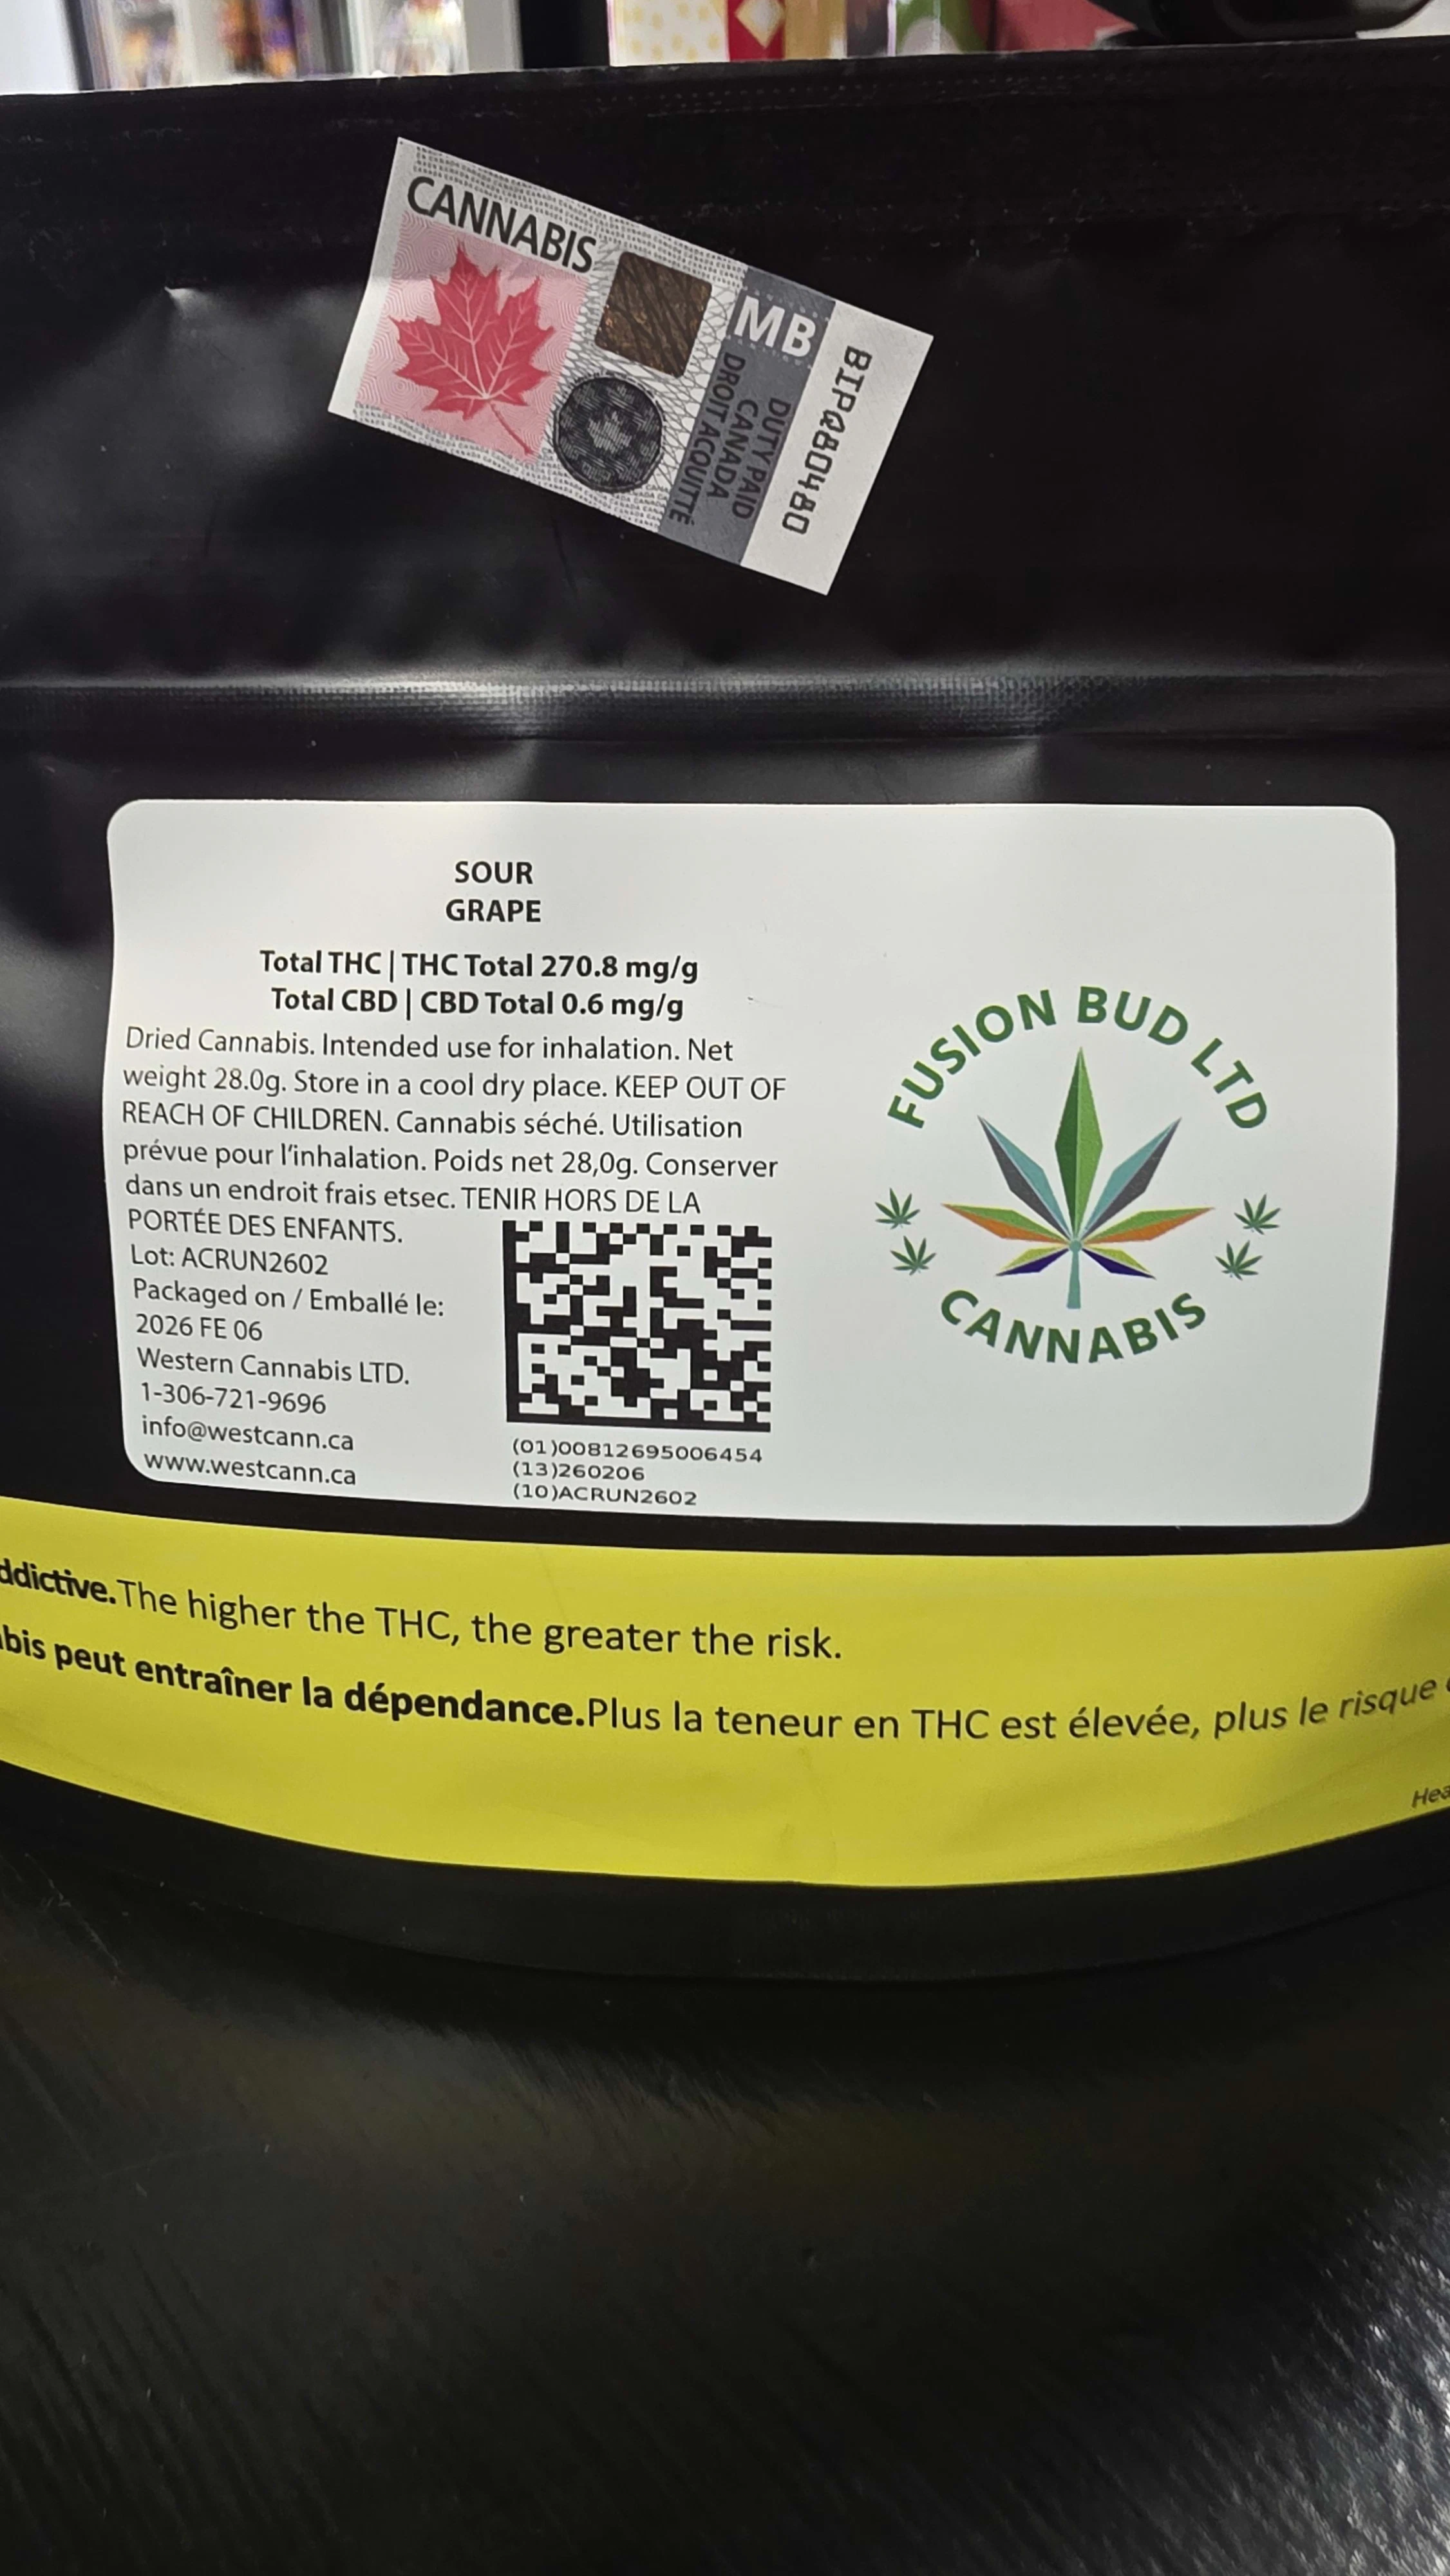 CANNABIS
MB
DUTY PAID
CANADA
DROIT ACQUITTÉ
BIPQ80480
SOUR
GRAPE
Total THC | THC Total 270.8 mg/g
Total CBD | CBD Total 0.6 mg/g
Dried Cannabis. Intended use for inhalation. Net
weight 28.0g. Store in a cool dry place. KEEP OUT OF
REACH OF CHILDREN. Cannabis séché. Utilisation
prévue pour l'inhalation. Poids net 28,0g. Conserver
dans un endroit frais etsec. TENIR HORS DE LA
PORTÉE DES ENFANTS.
Lot: ACRUN2602
Packaged on / Emballé le:
2026 FE 06
Western Cannabis LTD.
1-306-721-9696
info@westcann.ca
www.westcann.ca
(01)00812695006454
(13)260206
(10)ACRUN2602
FUSION BUD LTD
CANNABIS
ddictive.The higher the THC, the greater the risk.
bis peut entraîner la dépendance.Plus la teneur en THC est élevée, plus le risque
Hea